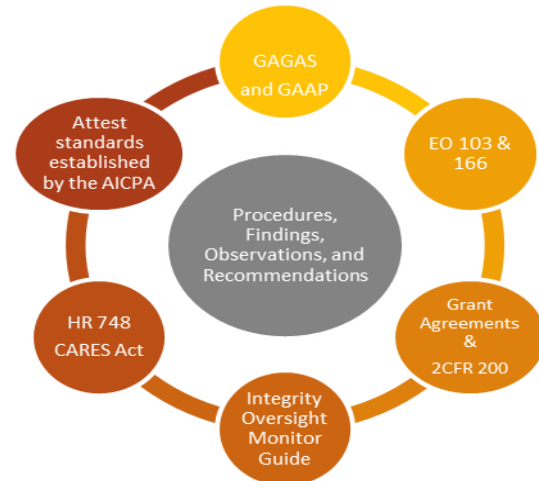 GAGAS
and GAAP
EO 103 &
166
Grant
Agreements
&
2CFR 200
Integrity
Oversight
Monitor
Guide
HR 748
CARES Act
Attest
standards
established
by the AICPA
Procedures,
Findings,
Observations, and
Recommendations